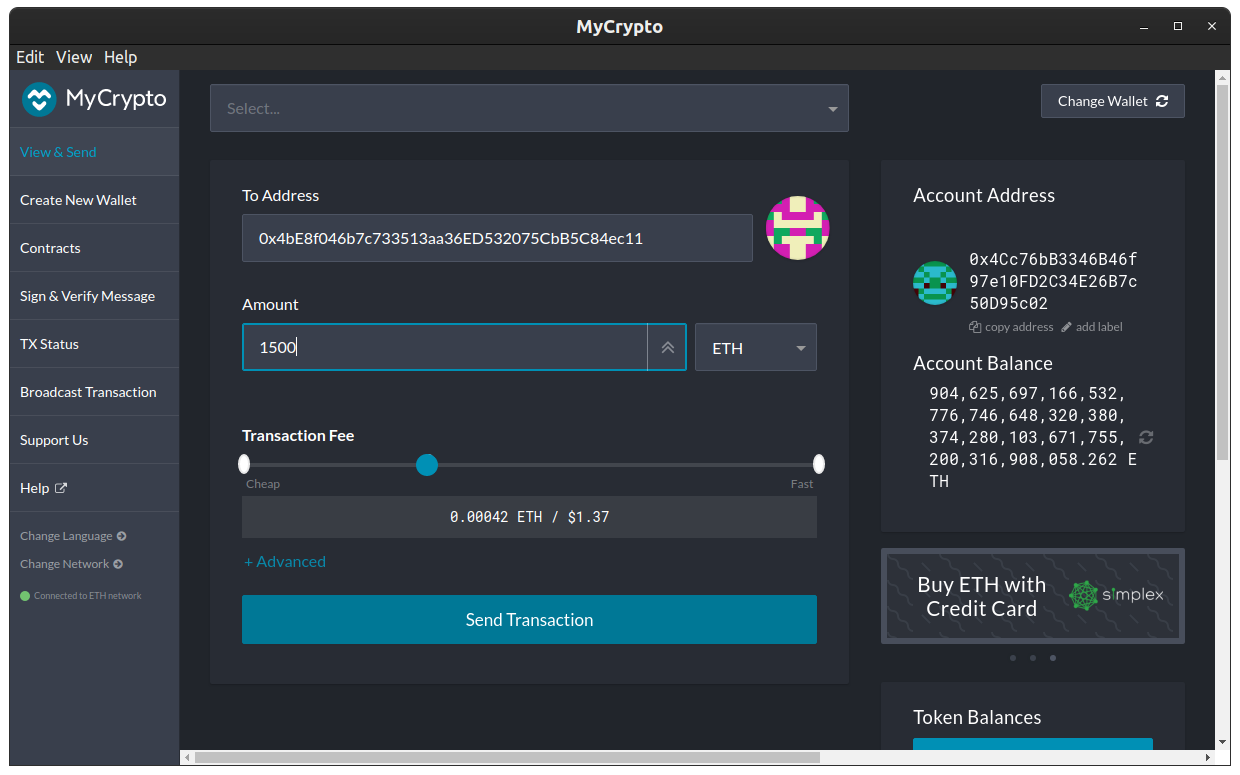 MyCrypto
Edit View Help
MyCrypto
View & Send
Create New Wallet
Contracts
Sign & Verify Message
TX Status
Broadcast Transaction
Support Us
Help
Change Language
Change Network
Connected to ETH network
Select...
Change Wallet
To Address
0x4bE8f046b7c733513aa36ED532075CbB5C84ec11
Amount
1500
ETH
Transaction Fee
Cheap
Fast
0.00042 ETH / $1.37
+ Advanced
Send Transaction
Account Address
0x4Cc76bB3346B46f
97e10FD2C34E26B7c
50D95c02
copy address add label
Account Balance
904,625,697,166,532,
776,746,648,320,380,
374,280,103,671,755,
200,316,908,058.262 E
TH
Buy ETH with
Credit Card
simplex
Token Balances